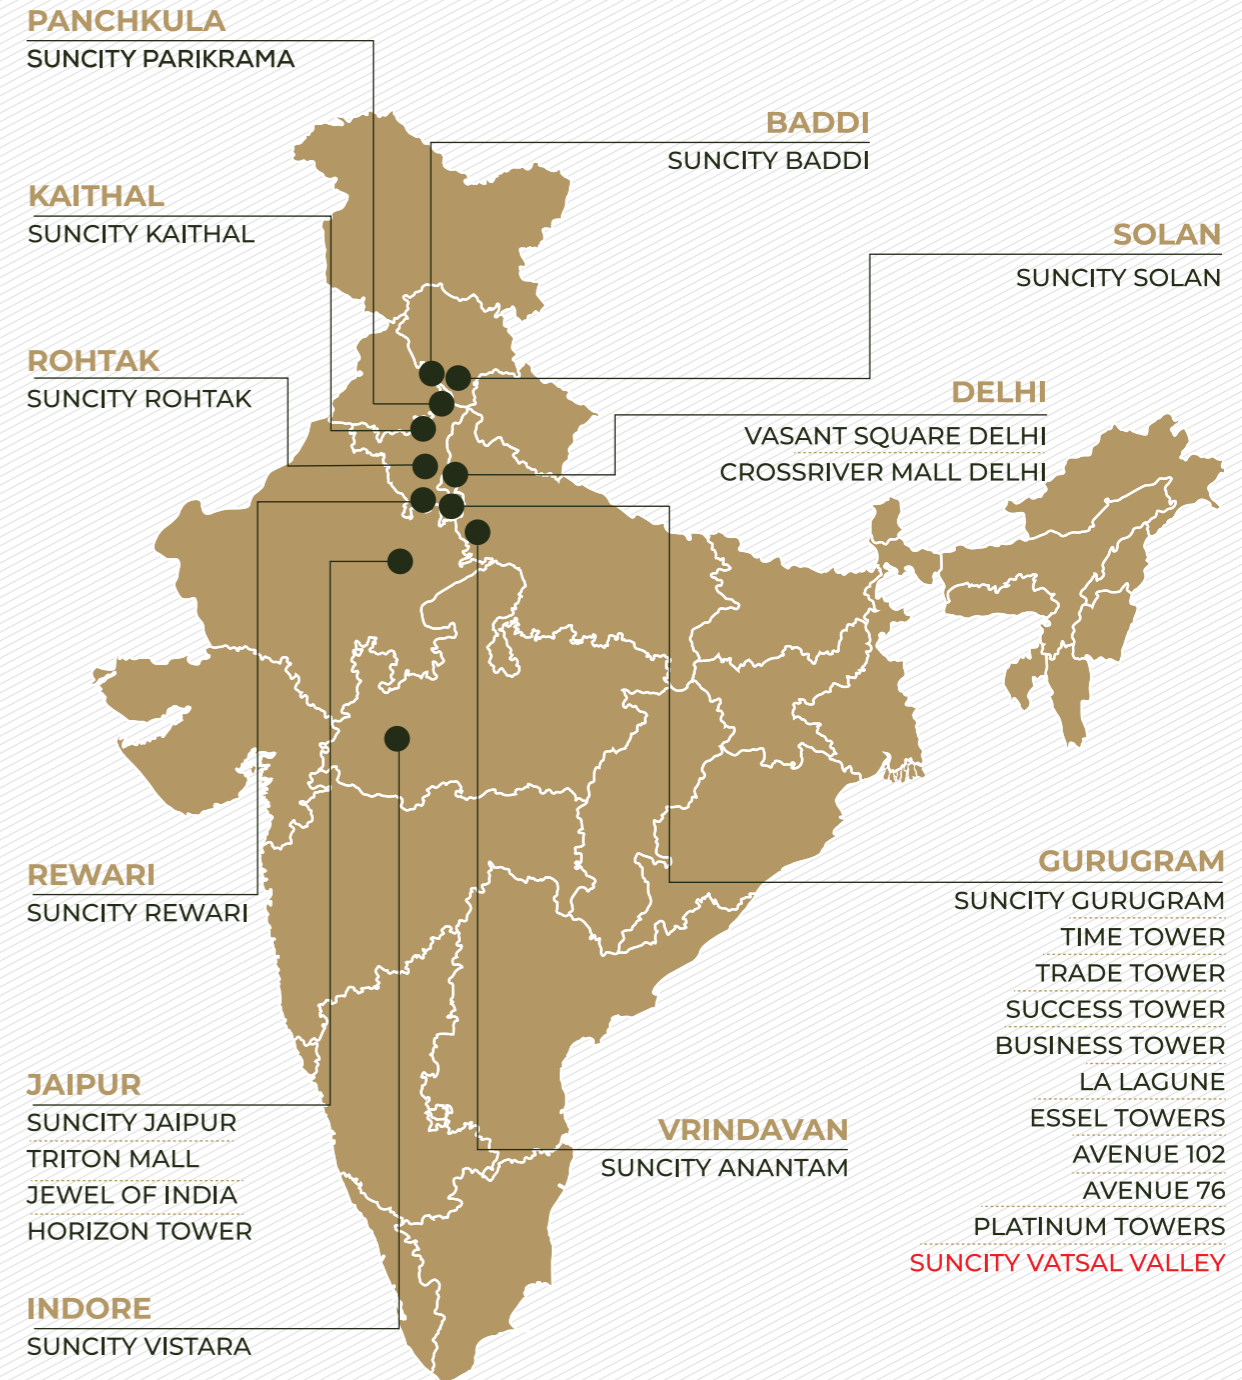 PANCHKULA
SUNCITY PARIKRAMA
BADDI
SUNCITY BADDI
KAITHAL
SUNCITY KAITHAL
SOLAN
SUNCITY SOLAN
ROHTAK
SUNCITY ROHTAK
DELHI
VASANT SQUARE DELHI
CROSSRIVER MALL DELHI
REWARI
SUNCITY REWARI
GURUGRAM
SUNCITY GURUGRAM
TIME TOWER
TRADE TOWER
SUCCESS TOWER
BUSINESS TOWER
LA LAGUNE
ESSEL TOWERS
AVENUE 102
AVENUE 76
PLATINUM TOWERS
SUNCITY VATSAL VALLEY
JAIPUR
SUNCITY JAIPUR
TRITON MALL
JEWEL OF INDIA
HORIZON TOWER
VRINDAVAN
SUNCITY ANANTAM
INDORE
SUNCITY VISTARA